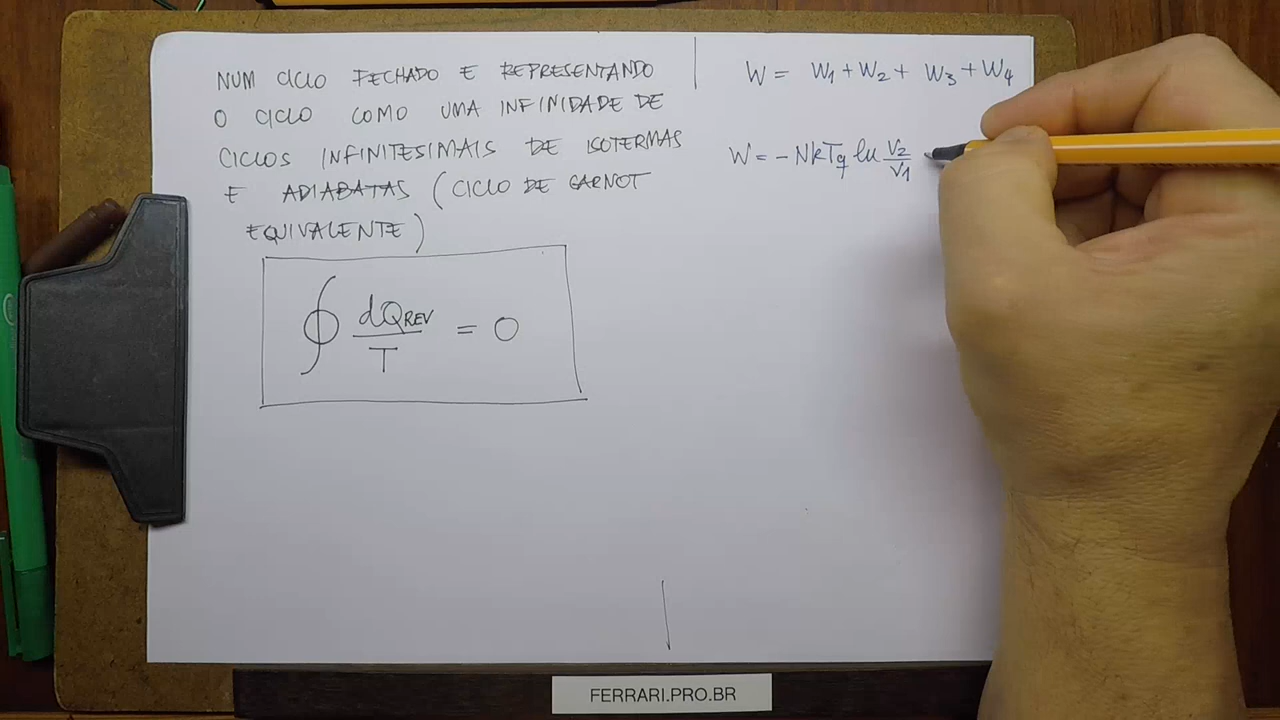 NUM CICLO FECHADO E REPRESENTANDO
O CICLO COMO UMA INFINIDADE DE
CICLOS INFINITESIMAIS DE ISOTERMAS
E ADIABATAS (CICLO DE CARNOT
EQUIVALENTE)
∮ dQREV / T = 0
W = W1 + W2 + W3 + W4
W = - NkTq ln V2/V1
FERRARI.PRO.BR